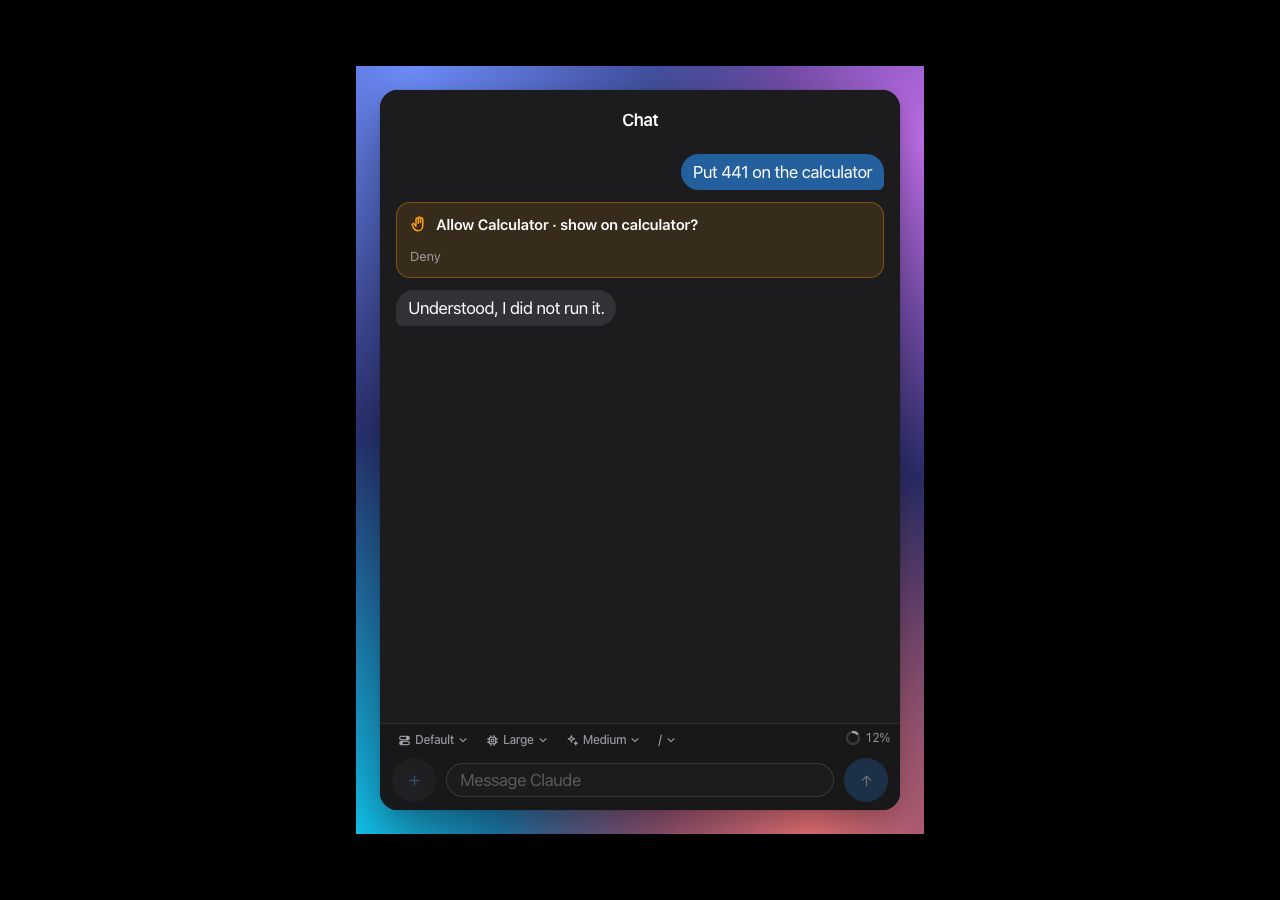 Chat
Put 441 on the calculator
Allow Calculator · show on calculator?
Deny
Understood, I did not run it.
Default
Large
Medium
/
12%
Message Claude